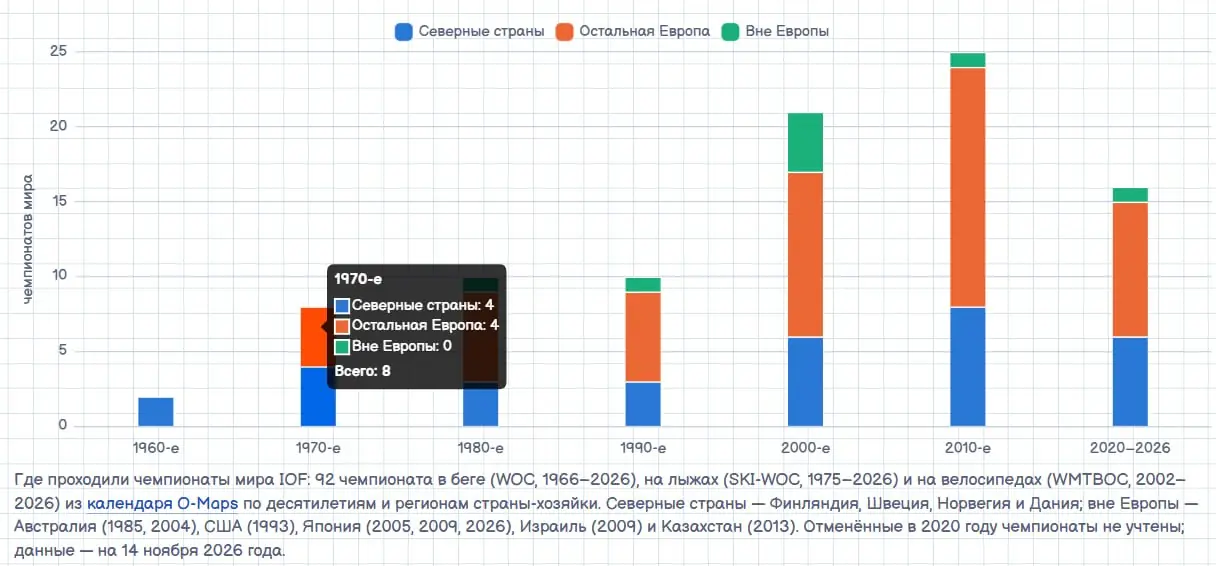 Северные страны Остальная Европа Вне Европы
25
20
15
10
5
0
чемпионатов мира
1970-е
Северные страны: 4
Остальная Европа: 4
Вне Европы: 0
Всего: 8
1960-е 1970-е 1980-е 1990-е 2000-е 2010-е 2020–2026
Где проходили чемпионаты мира IOF: 92 чемпионата в беге (WOC, 1966–2026), на лыжах (SKI-WOC, 1975–2026) и на велосипедах (WMTBOC, 2002–
2026) из календаря O-Maps по десятилетиям и регионам страны-хозяйки. Северные страны — Финляндия, Швеция, Норвегия и Дания; вне Европы —
Австралия (1985, 2004), США (1993), Япония (2005, 2009, 2026), Израиль (2009) и Казахстан (2013). Отменённые в 2020 году чемпионаты не учтены;
данные — на 14 ноября 2026 года.